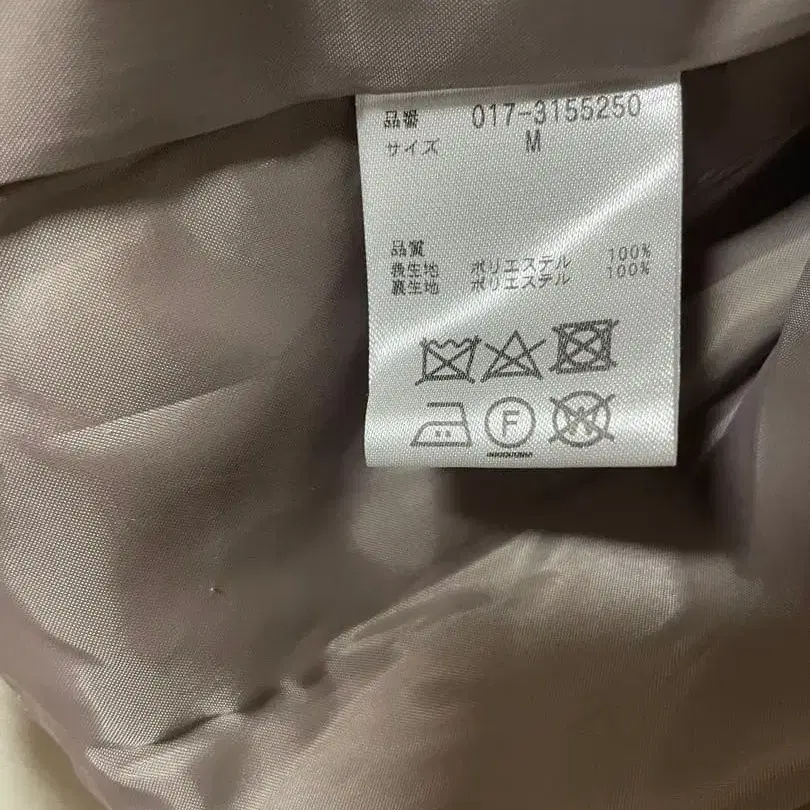 品番 017-3155250
サイズ M
品質
表生地 ポリエステル 100%
裏生地 ポリエステル 100%
F W